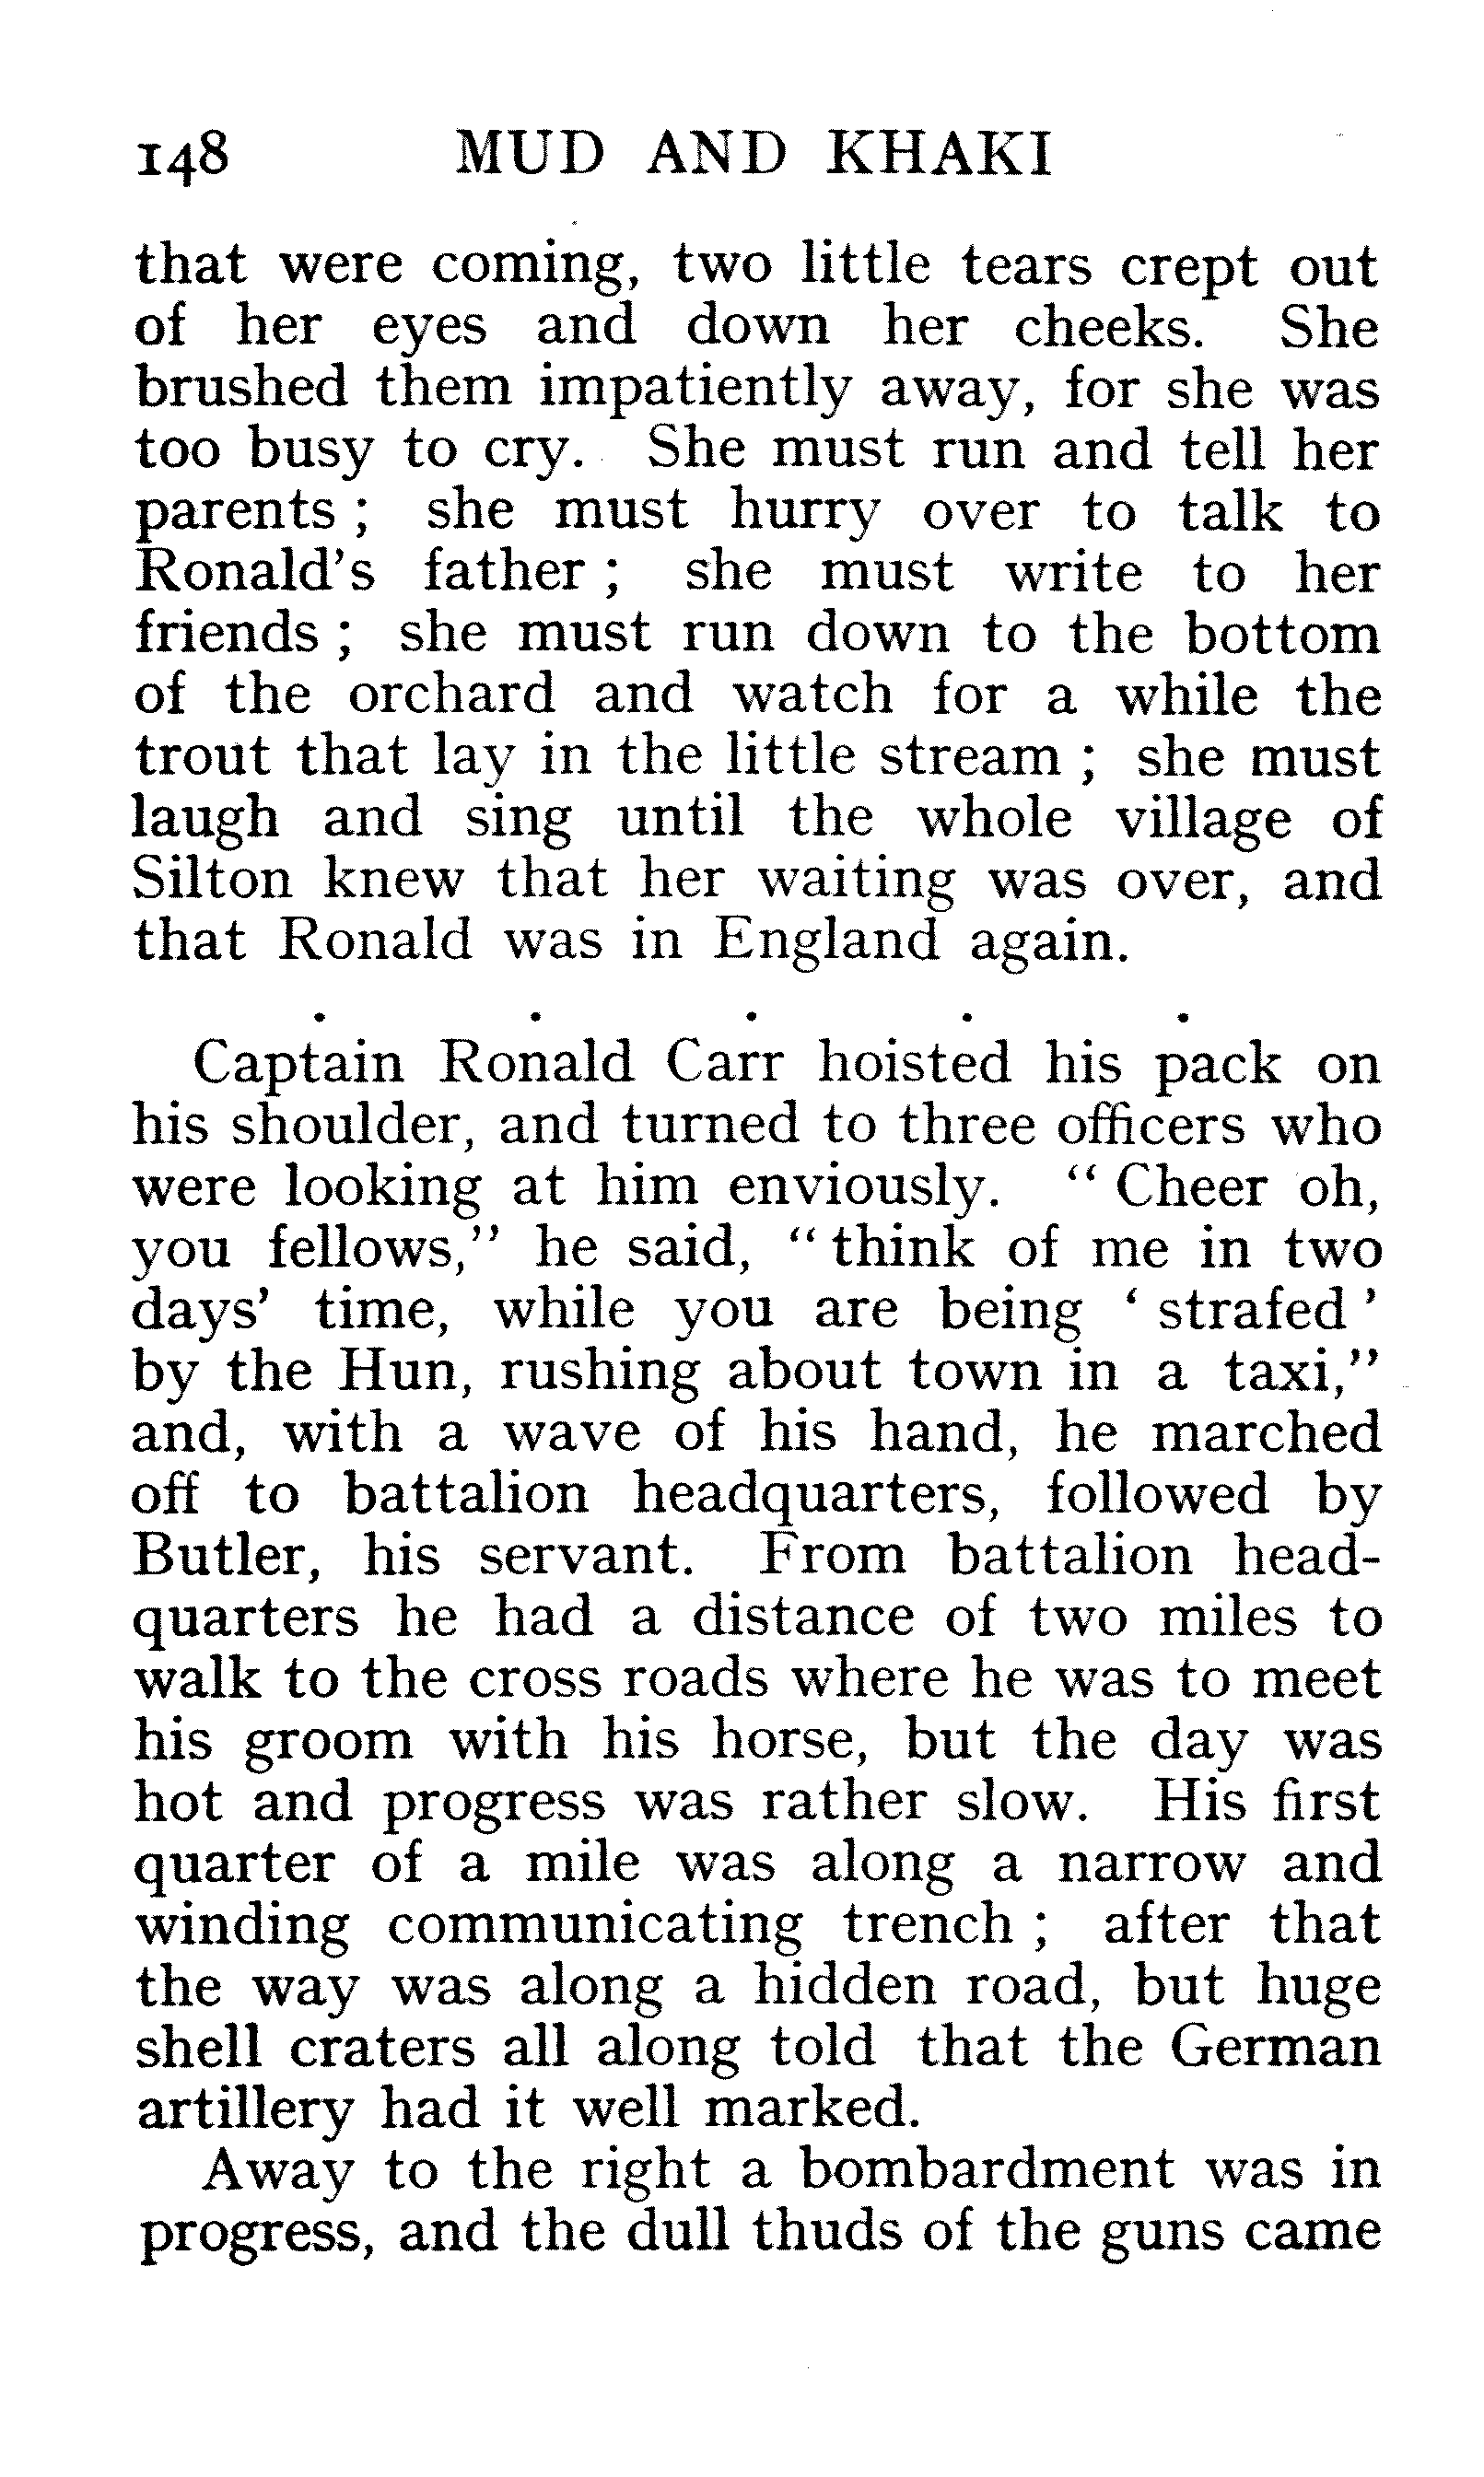 148 MUD AND KHAKI
that were coming, two little tears crept out
of her eyes and down her cheeks. She
brushed them impatiently away, for she was
too busy to cry. She must run and tell her
parents ; she must hurry over to talk to
Ronald's father ; she must write to her
friends ; she must run down to the bottom
of the orchard and watch for a while the
trout that lay in the little stream ; she must
laugh and sing until the whole village of
Silton knew that her waiting was over, and
that Ronald was in England again.
. . . . .
Captain Ronald Carr hoisted his pack on
his shoulder, and turned to three officers who
were looking at him enviously. “ Cheer oh,
you fellows,” he said, “ think of me in two
days’ time, while you are being ‘ strafed ’
by the Hun, rushing about town in a taxi,”
and, with a wave of his hand, he marched
off to battalion headquarters, followed by
Butler, his servant. From battalion head-
quarters he had a distance of two miles to
walk to the cross roads where he was to meet
his groom with his horse, but the day was
hot and progress was rather slow. His first
quarter of a mile was along a narrow and
winding communicating trench ; after that
the way was along a hidden road, but huge
shell craters all along told that the German
artillery had it well marked.
Away to the right a bombardment was in
progress, and the dull thuds of the guns came